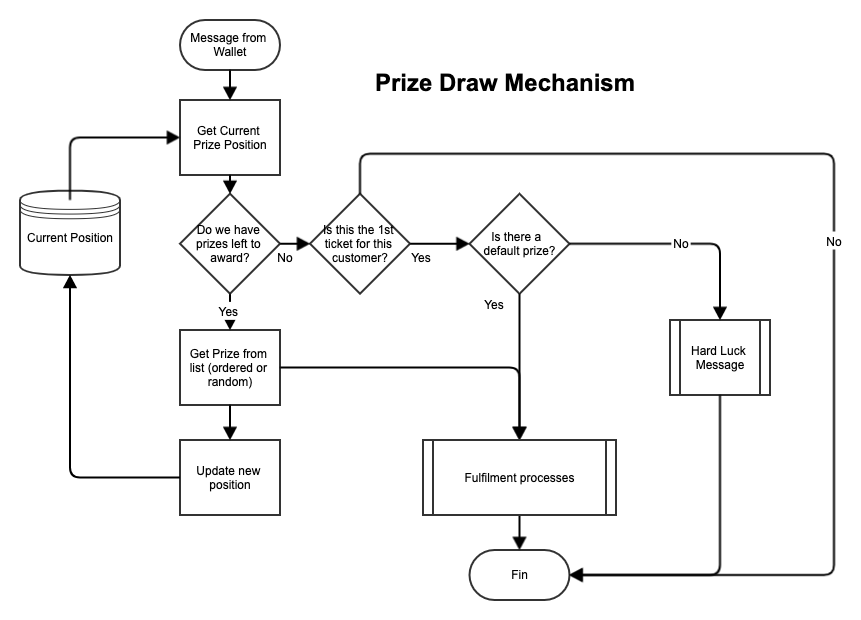 Message from
Wallet
Prize Draw Mechanism
Get Current
Prize Position
Current Position
Do we have
prizes left to
award?
No
Is this the 1st
ticket for this
customer?
Yes
Is there a
default prize?
No
No
Yes
Yes
Get Prize from
list (ordered or
random)
Hard Luck
Message
Update new
position
Fulfilment processes
Fin